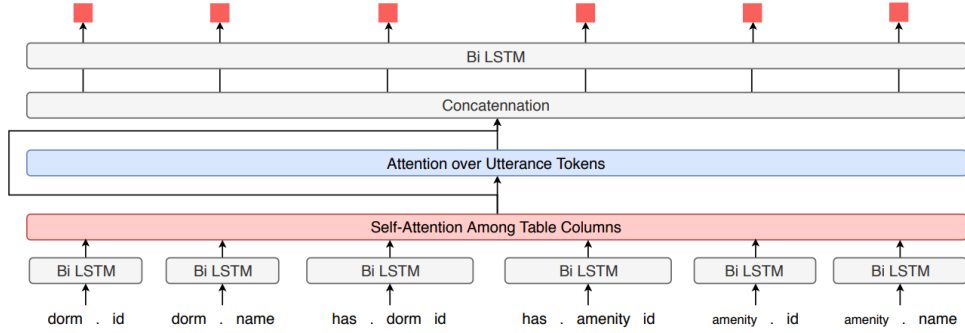 Bi LSTM
Concatennation
Attention over Utterance Tokens
Self-Attention Among Table Columns
Bi LSTM Bi LSTM Bi LSTM Bi LSTM Bi LSTM Bi LSTM
dorm . id dorm . name has . dorm id has . amenity id amenity . id amenity . name